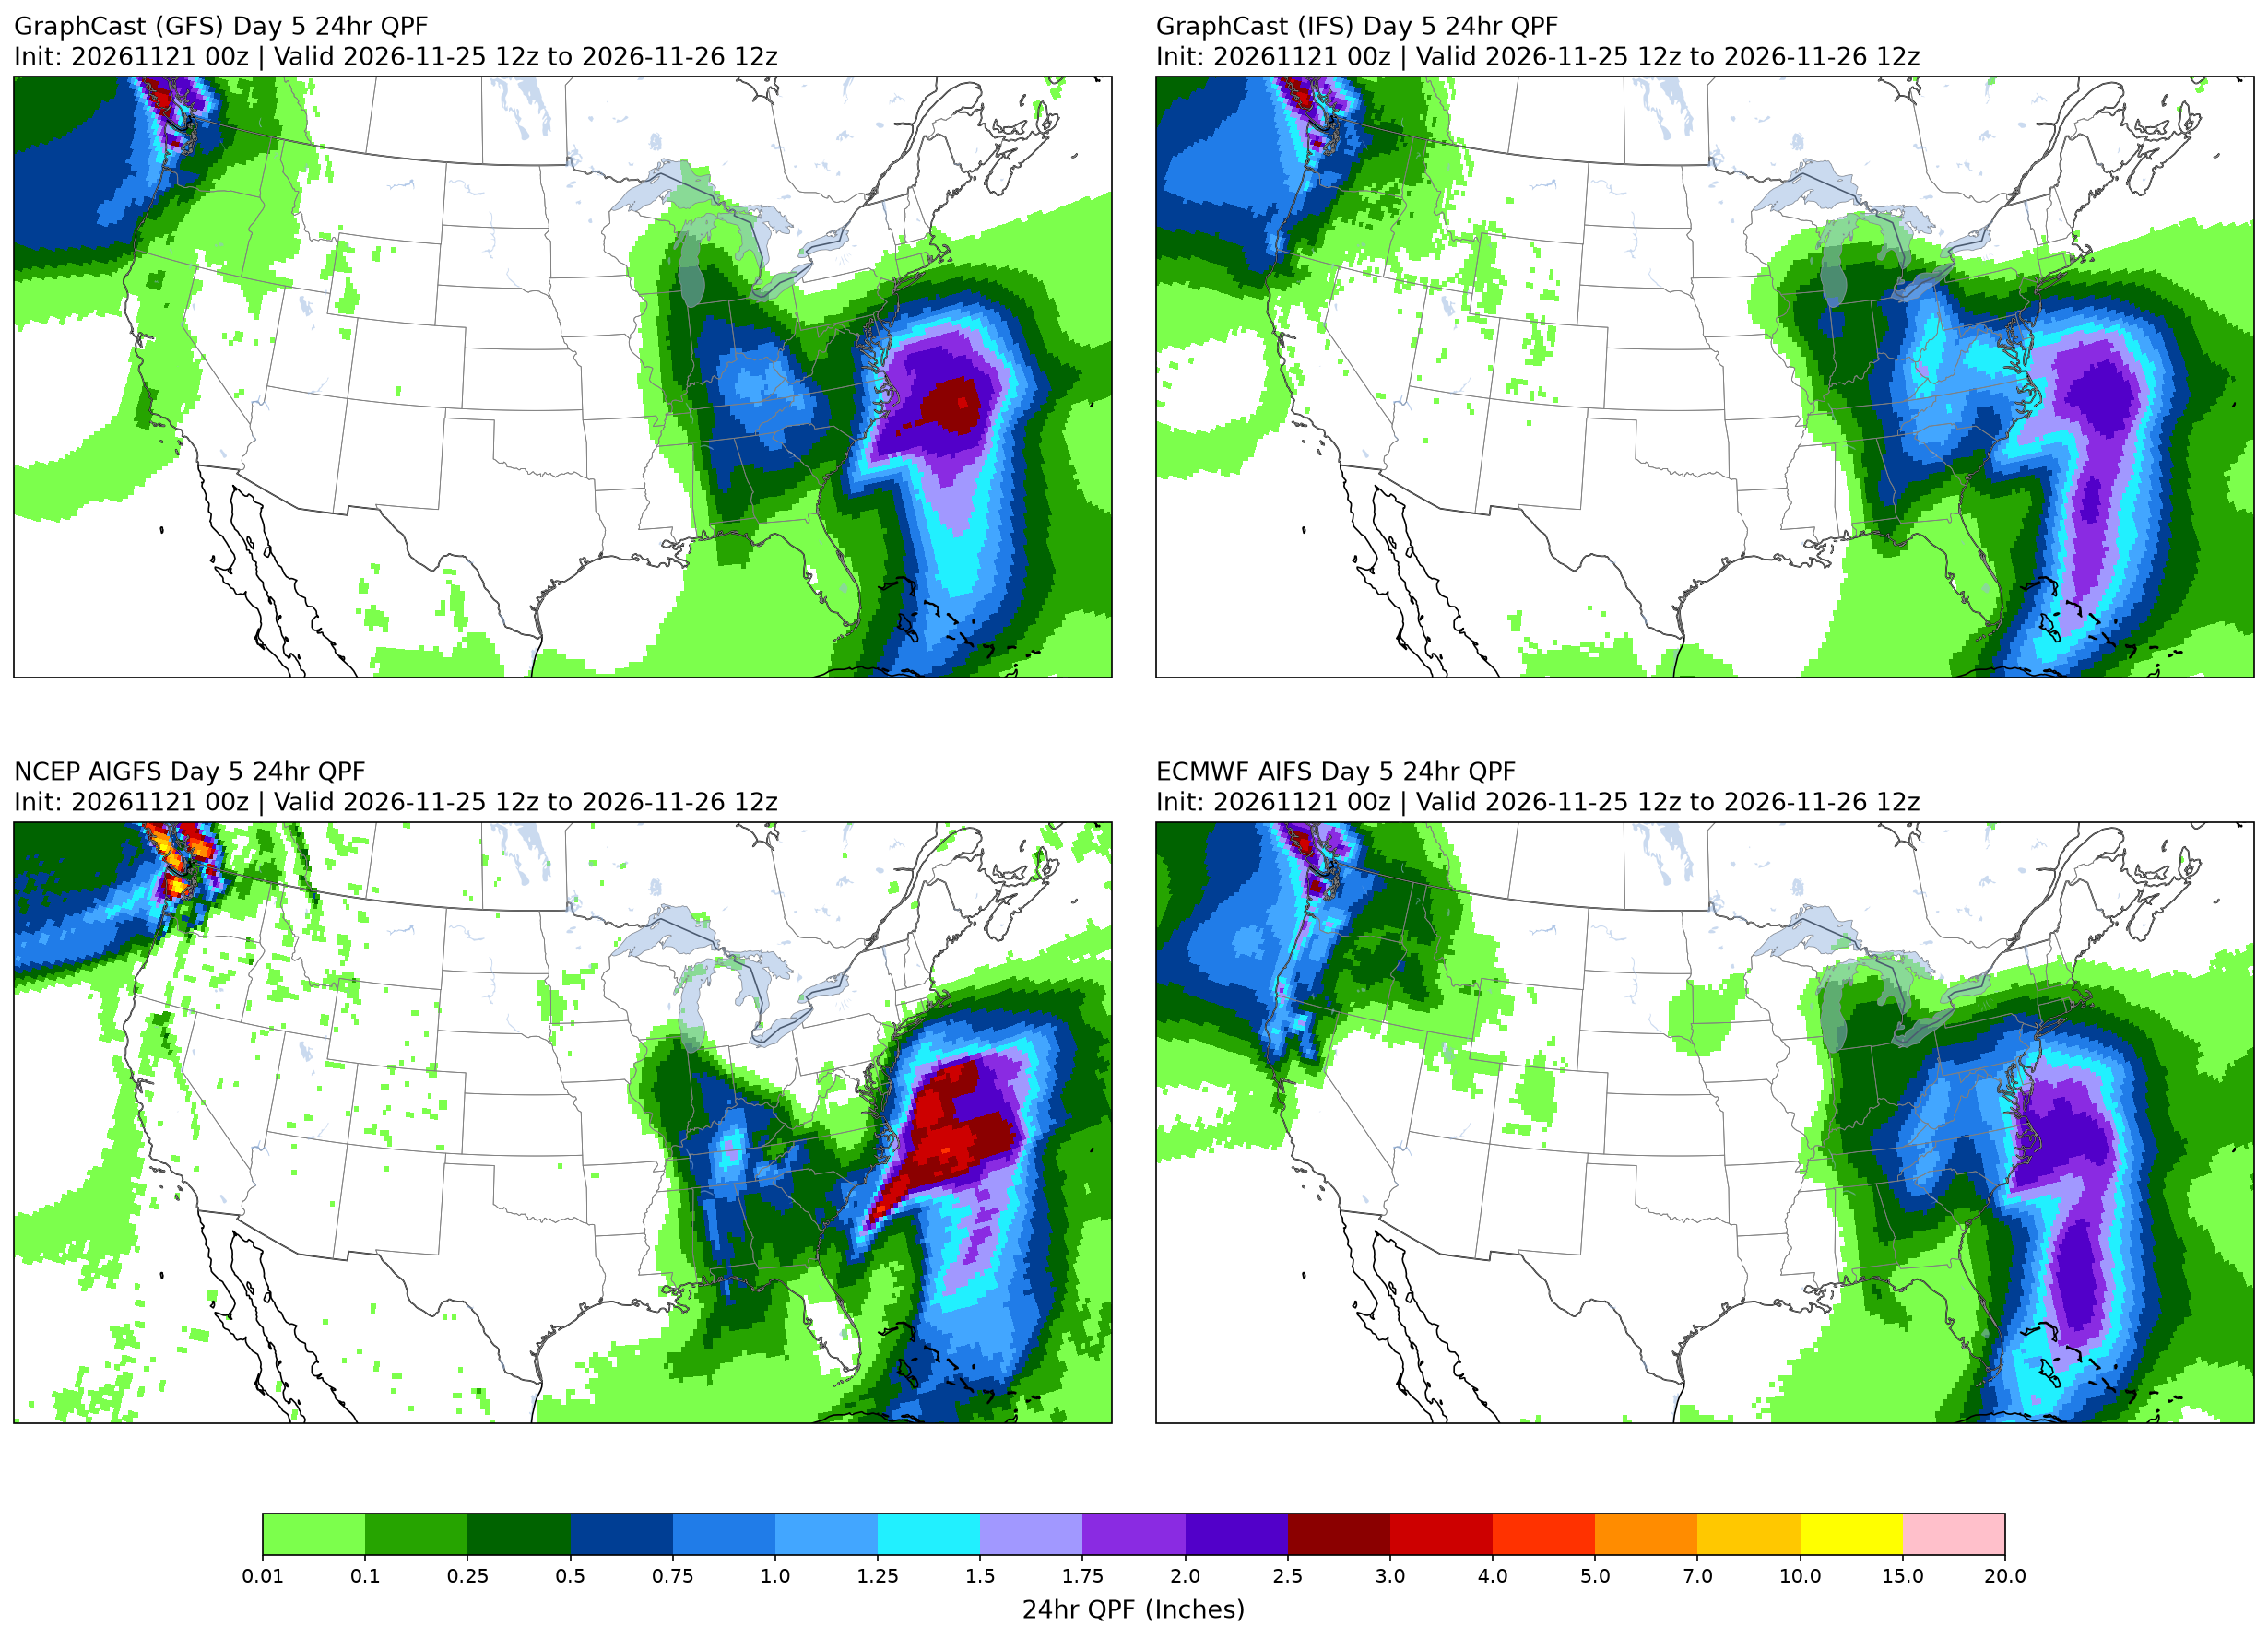 GraphCast (GFS) Day 5 24hr QPF
Init: 20261121 00z | Valid 2026-11-25 12z to 2026-11-26 12z
GraphCast (IFS) Day 5 24hr QPF
Init: 20261121 00z | Valid 2026-11-25 12z to 2026-11-26 12z
NCEP AIGFS Day 5 24hr QPF
Init: 20261121 00z | Valid 2026-11-25 12z to 2026-11-26 12z
ECMWF AIFS Day 5 24hr QPF
Init: 20261121 00z | Valid 2026-11-25 12z to 2026-11-26 12z
0.01 0.1 0.25 0.5 0.75 1.0 1.25 1.5 1.75 2.0 2.5 3.0 4.0 5.0 7.0 10.0 15.0 20.0
24hr QPF (Inches)